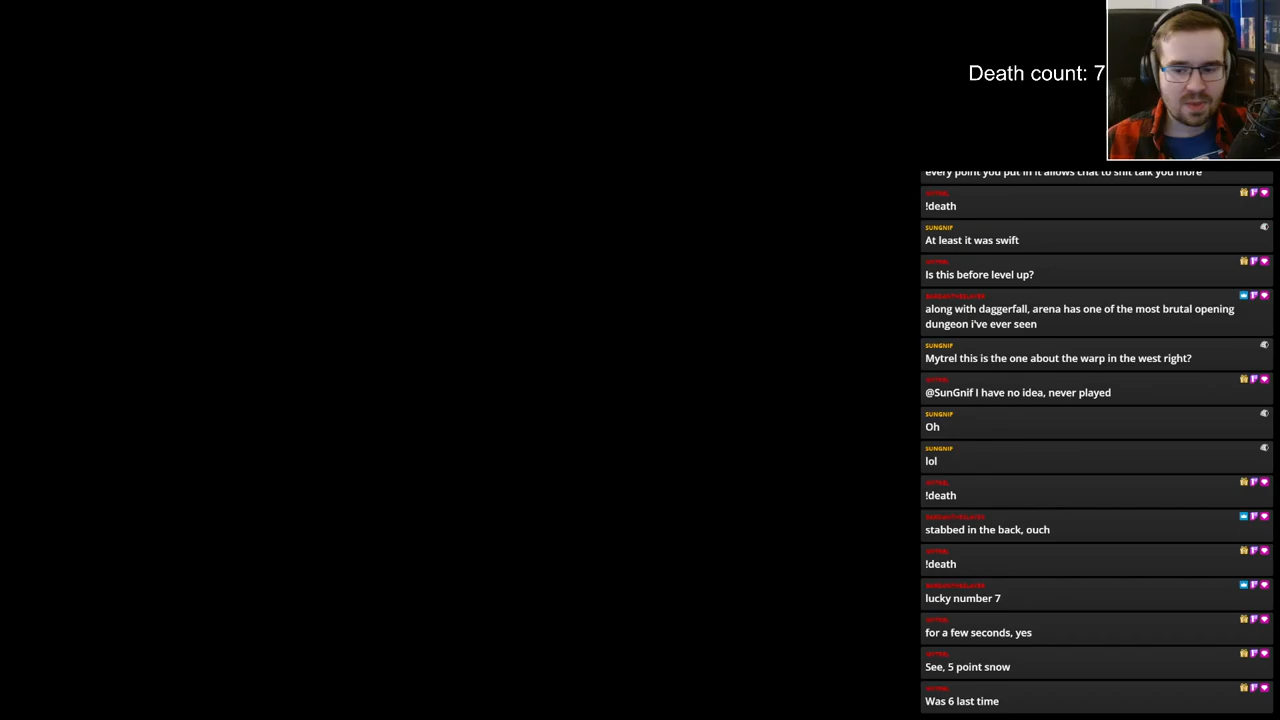 Death count: 7
every point you put in it allows chat to shit talk you more
!death
SUNGNIF
At least it was swift
Is this before level up?
along with daggerfall, arena has one of the most brutal opening
dungeon i've ever seen
SUNGNIF
Mytrel this is the one about the warp in the west right?
@SunGnif I have no idea, never played
SUNGNIF
Oh
SUNGNIF
lol
!death
stabbed in the back, ouch
!death
lucky number 7
for a few seconds, yes
See, 5 point snow
Was 6 last time